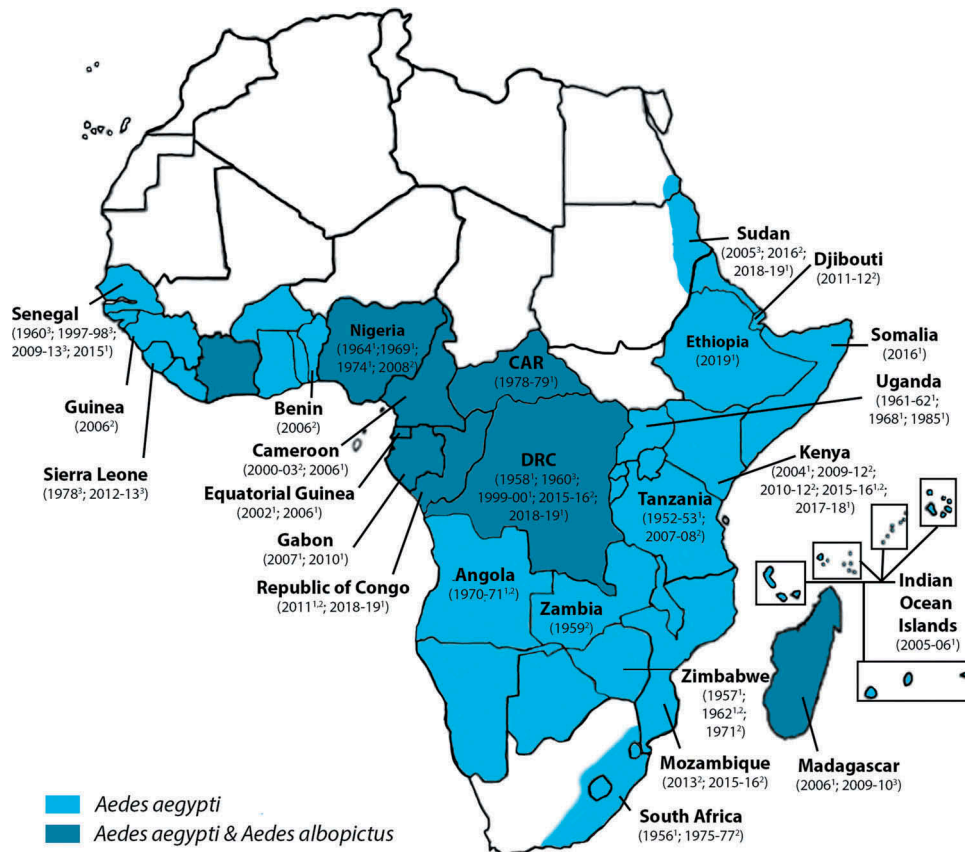 Sudan
(2005³; 2016²;
2018-19¹)
Djibouti
(2011-12²)
Senegal
(1960³; 1997-98³;
2009-13³; 2015¹)
Nigeria
(1964¹;1969¹;
1974¹; 2008²)
Ethiopia
(2019¹)
Somalia
(2016¹)
CAR
(1978-79¹)
Uganda
(1961-62¹;
1968¹; 1985¹)
Guinea
(2006²)
Benin
(2006²)
Cameroon
(2000-03²; 2006¹)
DRC
(1958¹; 1960³;
1999-00¹; 2015-16²;
2018-19¹)
Kenya
(2004¹; 2009-12²;
2010-12²; 2015-16¹,²;
2017-18¹)
Sierra Leone
(1978³; 2012-13³)
Equatorial Guinea
(2002¹; 2006¹)
Tanzania
(1952-53¹;
2007-08²)
Gabon
(2007¹; 2010¹)
Republic of Congo
(2011¹,²; 2018-19¹)
Angola
(1970-71¹,²)
Zambia
(1959²)
Indian
Ocean
Islands
(2005-06¹)
Zimbabwe
(1957¹;
1962¹,²;
1971²)
Mozambique
(2013²; 2015-16²)
Madagascar
(2006¹; 2009-10³)
South Africa
(1956¹; 1975-77²)
Aedes aegypti
Aedes aegypti & Aedes albopictus